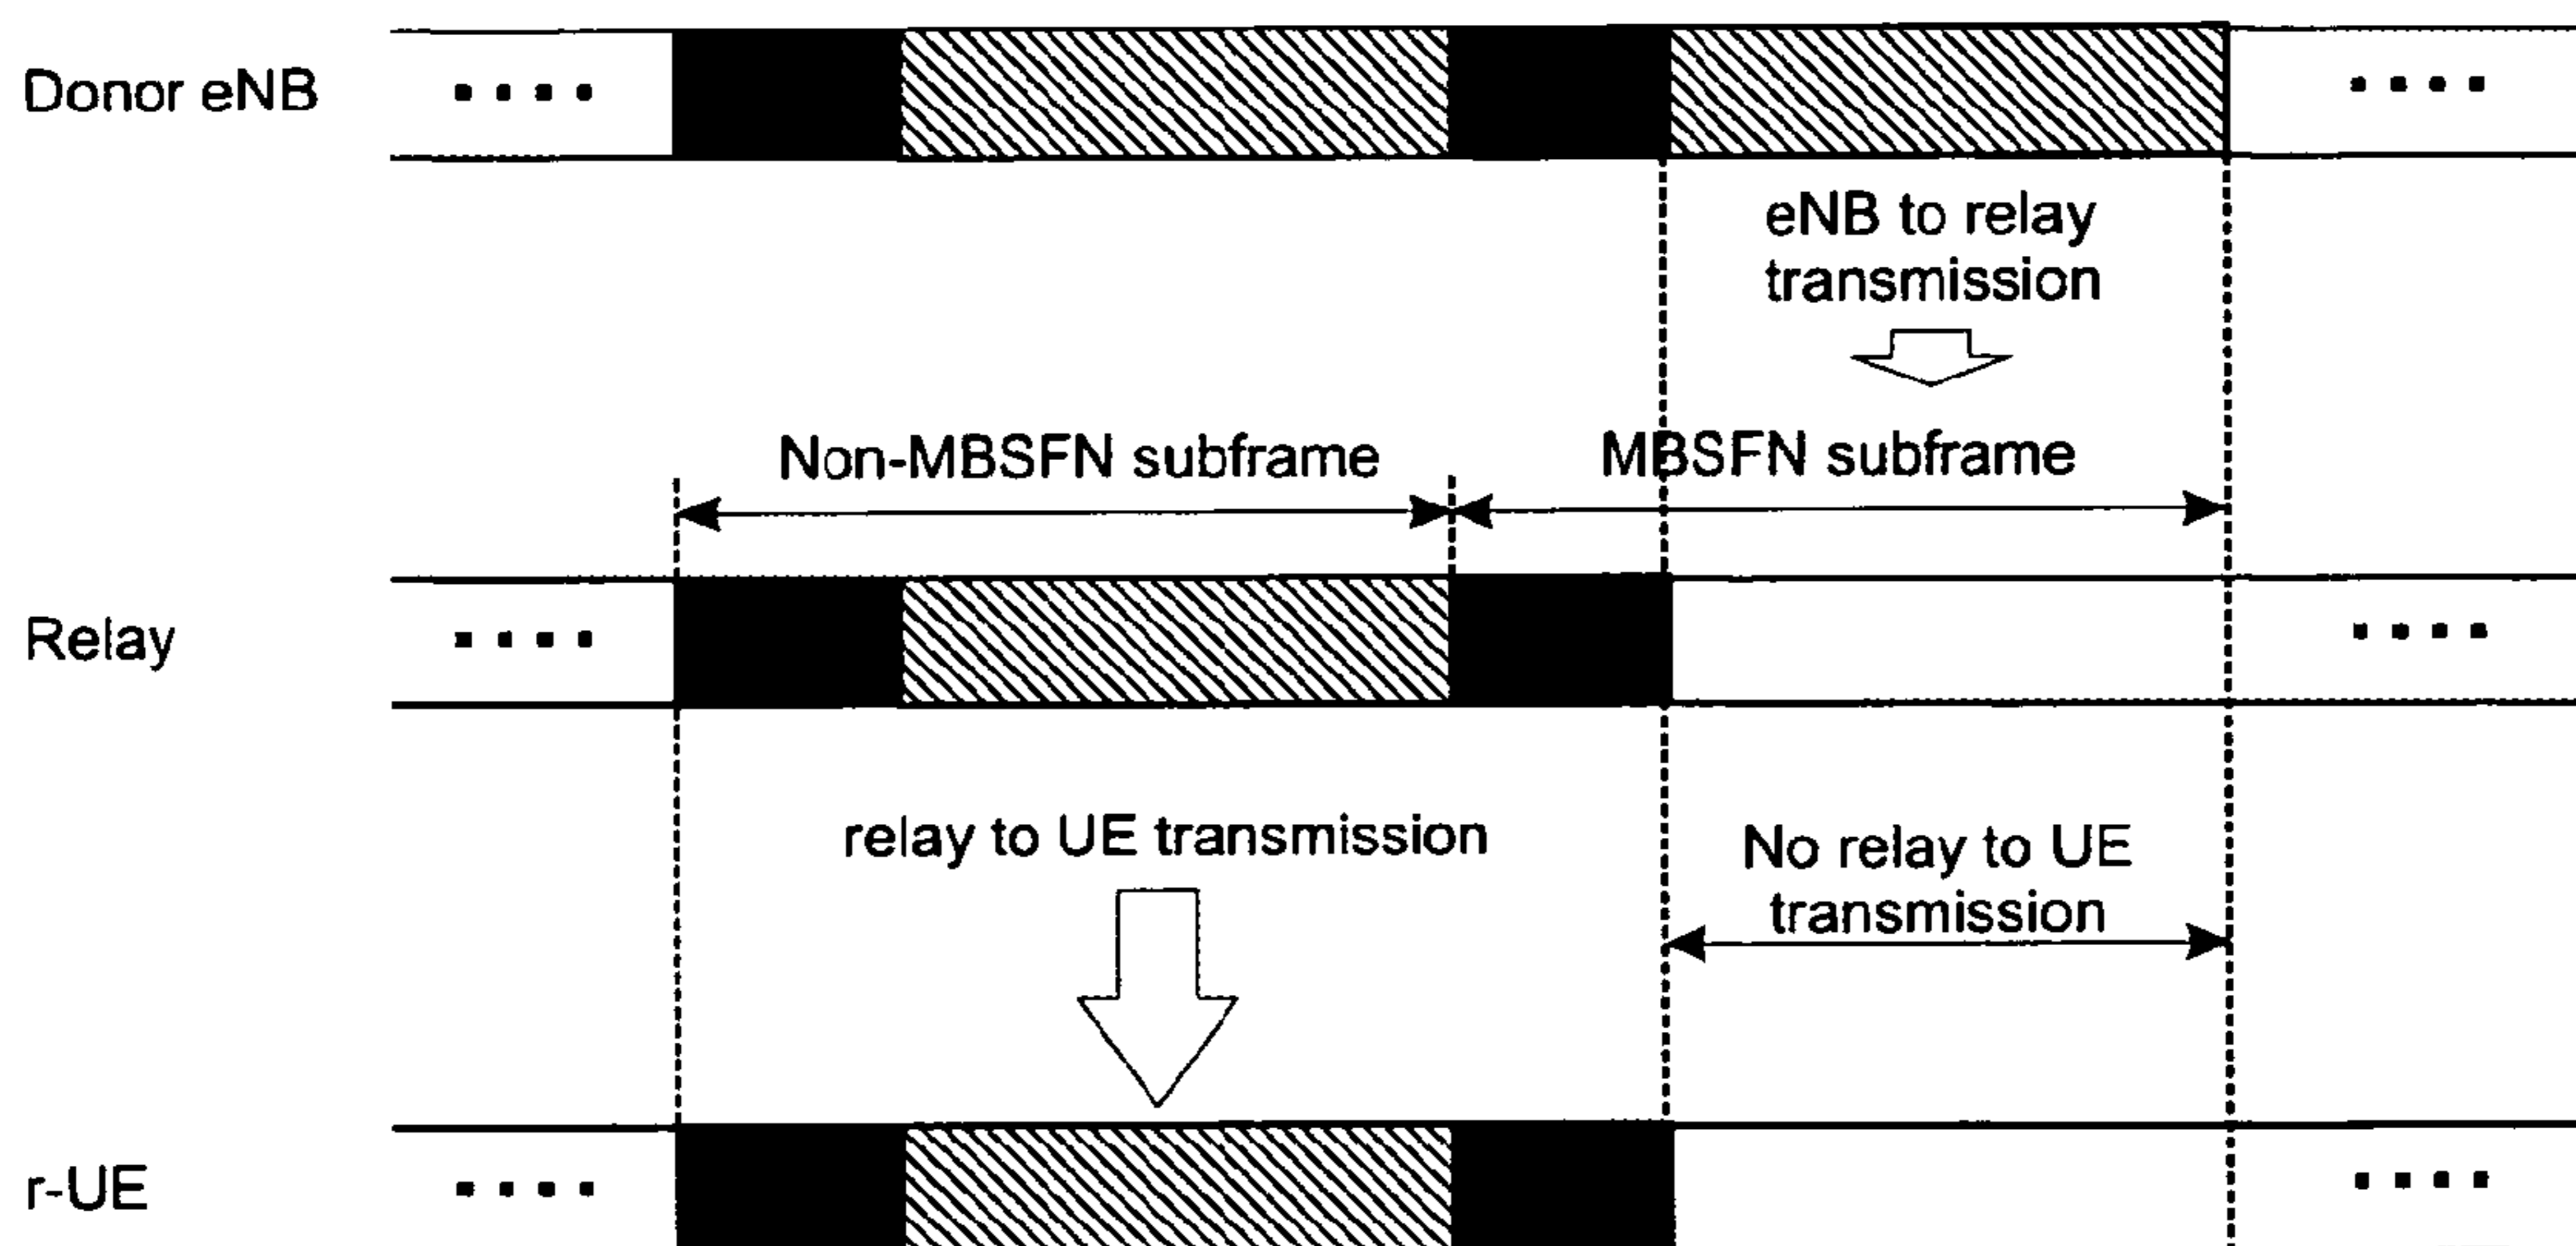 Donor eNB
eNB to relay
transmission
Non-MBSFN subframe
MBSFN subframe
Relay
relay to UE transmission
No relay to UE
transmission
r-UE